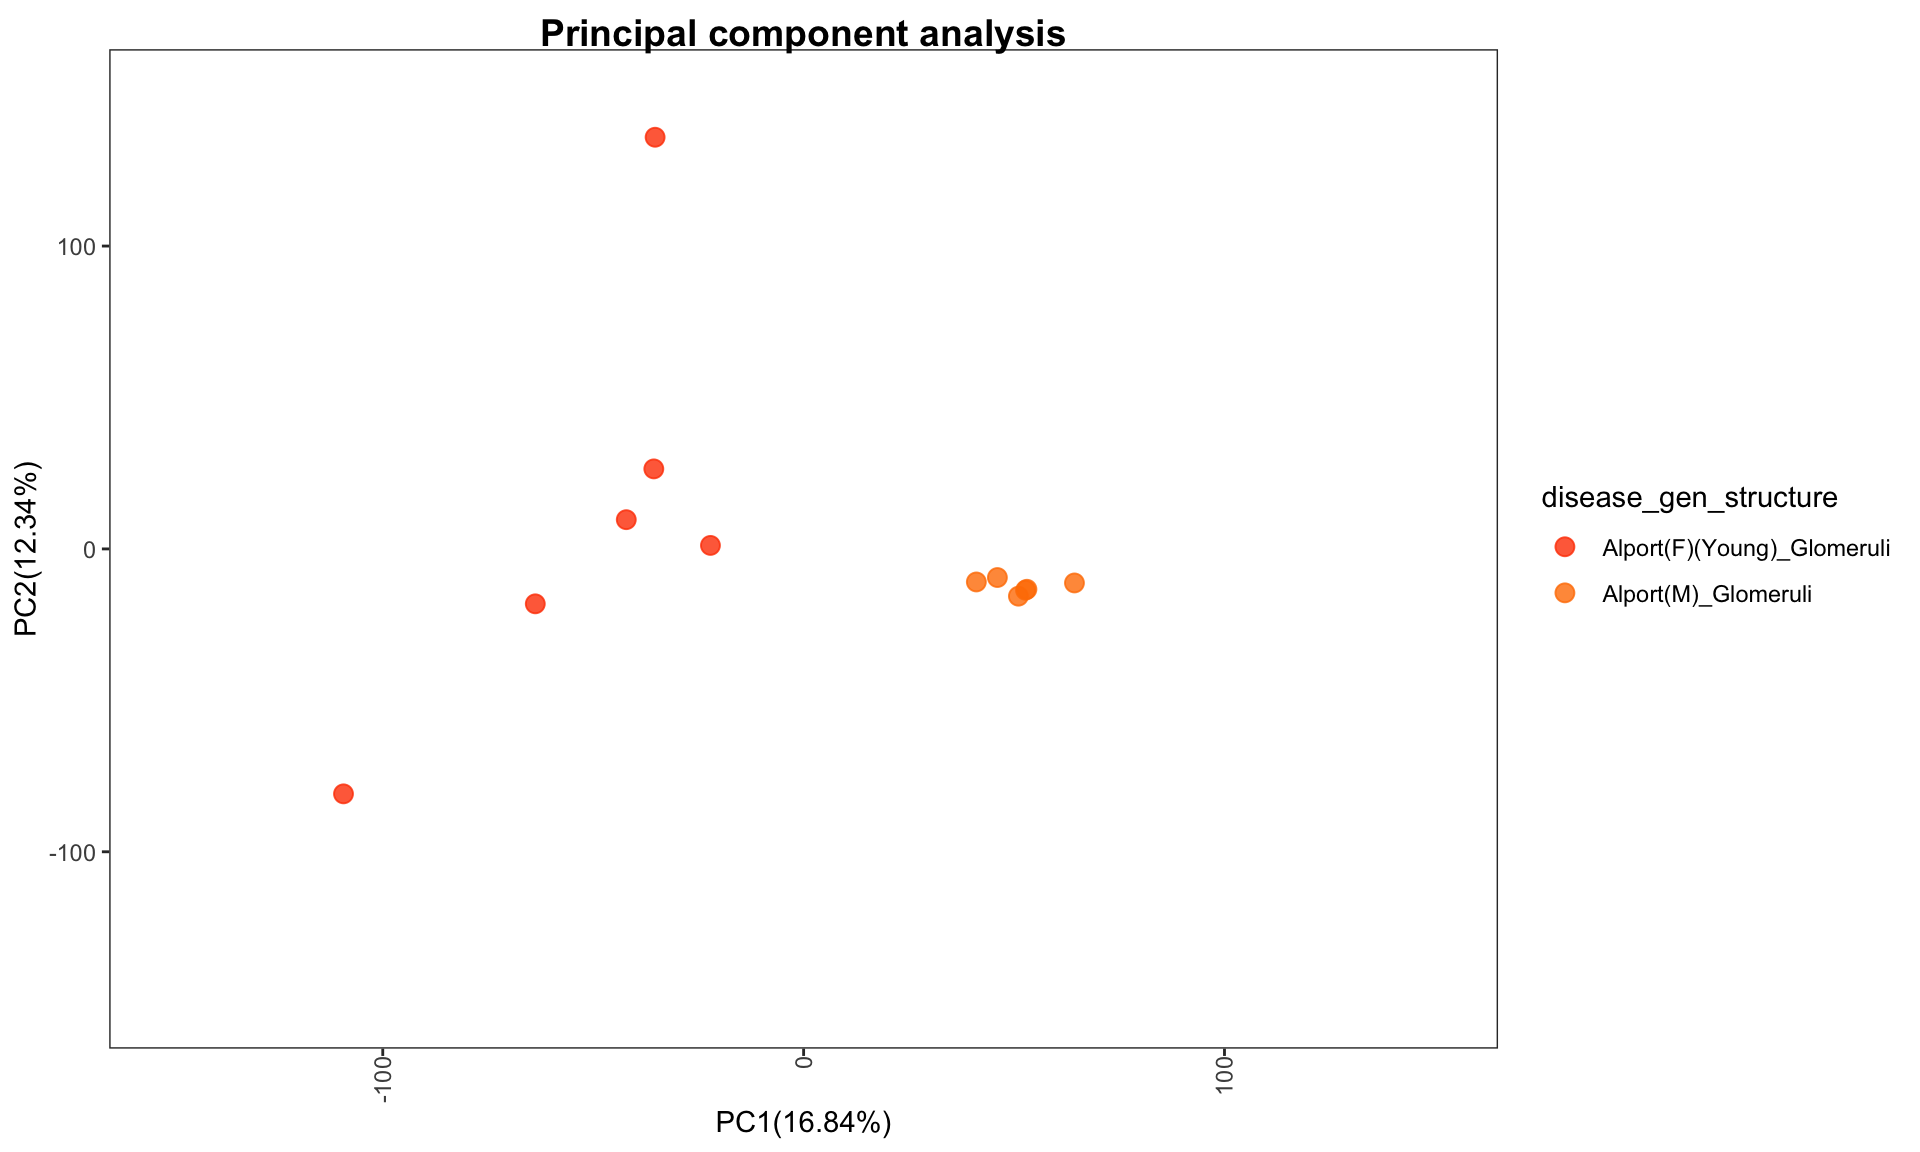 Principal component analysis
100
0
-100
PC2(12.34%)
-100
0
100
PC1(16.84%)
disease_gen_structure
Alport(F)(Young)_Glomeruli
Alport(M)_Glomeruli